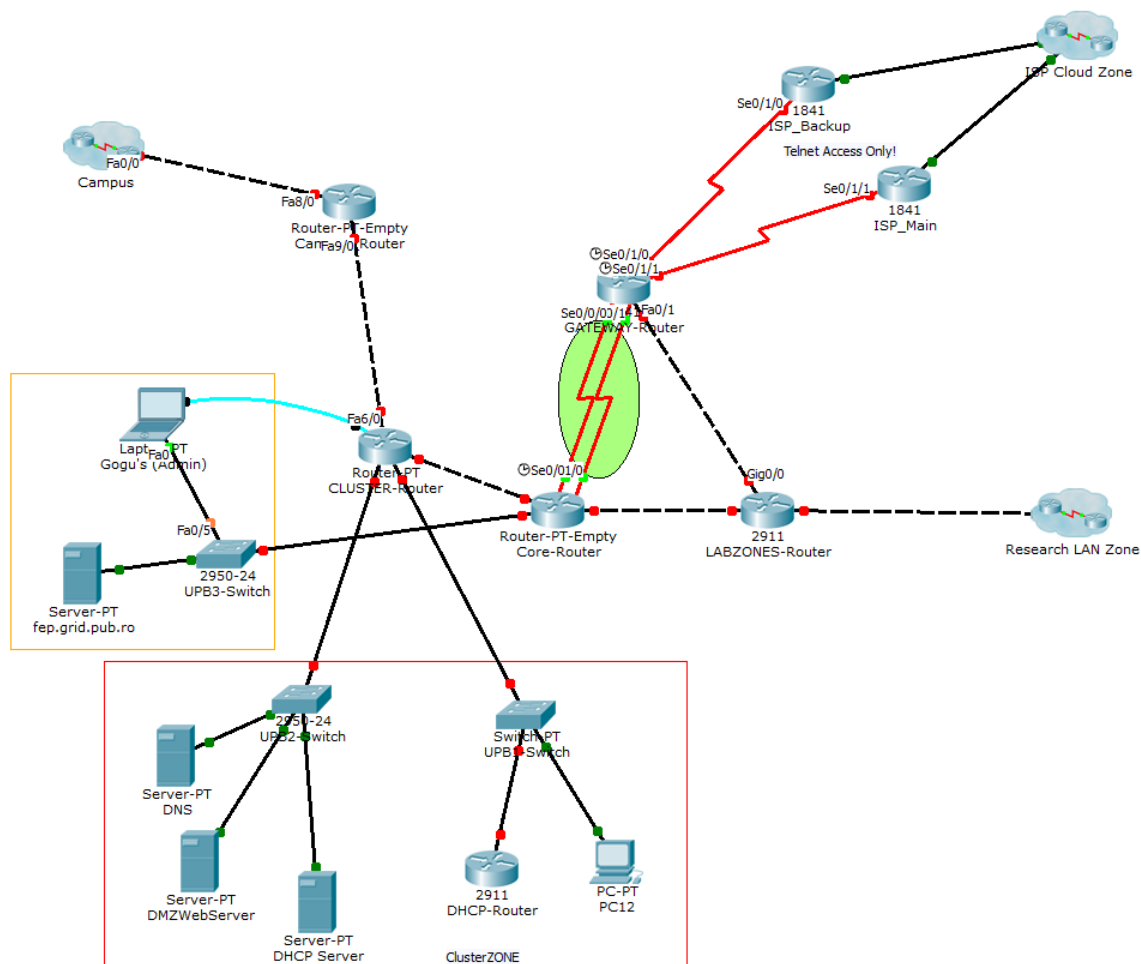 ISP Cloud Zone
Se0/1/0
1841
ISP_Backup
Telnet Access Only!
Fa0/0
Campus
Se0/1/1
1841
ISP_Main
Fa8/0
Router-PT-Empty
Fa9/0
Router
Se0/1/0
Se0/1/1
Fa0/1
GATEWAY-Router
Fa6/0
Router-PT
CLUSTER-Router
Fa0
PT
Gogu's (Admin)
Gig0/0
2911
LABZONES-Router
Research LAN Zone
Router-PT-Empty
Core-Router
Fa0/5
2950-24
UPB3-Switch
Server-PT
fep.grid.pub.ro
2950-24
UPB2-Switch
Switch-PT
Server-PT
DNS
Server-PT
DMZWebServer
Server-PT
DHCP Server
2911
DHCP-Router
PC-PT
PC12
ClusterZONE